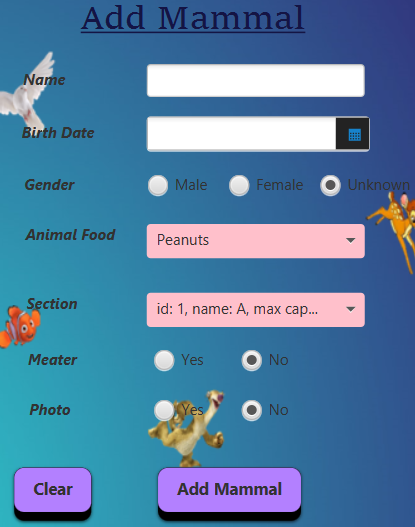 Add Mammal
Name
Birth Date
Gender Male Female Unknown
Animal Food Peanuts
Section id: 1, name: A, max cap...
Meater Yes No
Photo Yes No
Clear Add Mammal